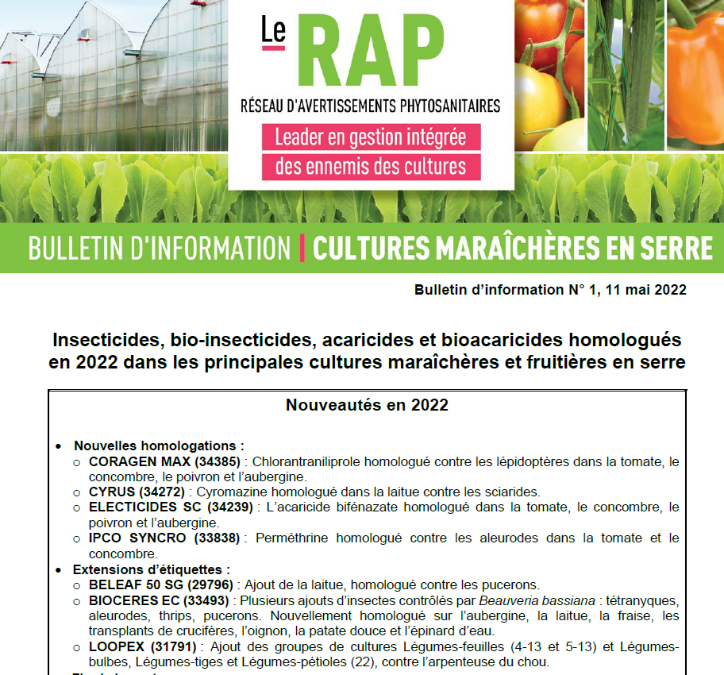 Le
RAP
RÉSEAU D'AVERTISSEMENTS PHYTOSANITAIRES
Leader en gestion intégrée
des ennemis des cultures
BULLETIN D'INFORMATION | CULTURES MARAÎCHÈRES EN SERRE
Bulletin d'information N° 1, 11 mai 2022
Insecticides, bio-insecticides, acaricides et bioacaricides homologués
en 2022 dans les principales cultures maraîchères et fruitières en serre
Nouveautés en 2022
• Nouvelles homologations :
o CORAGEN MAX (34385) : Chlorantraniliprole homologué contre les lépidoptères dans la tomate, le
concombre, le poivron et l'aubergine.
o CYRUS (34272) : Cyromazine homologué dans la laitue contre les sciarides.
o ELECTICIDES SC (34239) : L'acaricide bifénazate homologué dans la tomate, le concombre, le
poivron et l'aubergine.
o IPCO SYNCRO (33838) : Perméthrine homologué contre les aleurodes dans la tomate et le
concombre.
• Extensions d'étiquettes :
o BELEAF 50 SG (29796) : Ajout de la laitue, homologué contre les pucerons.
o BIOCERES EC (33493) : Plusieurs ajouts d'insectes contrôlés par Beauveria bassiana : tétranyques,
aleurodes, thrips, pucerons. Nouvellement homologué sur l'aubergine, la laitue, la fraise, les
transplants de crucifères, l'oignon, la patate douce et l'épinard d'eau.
o LOOPEX (31791) : Ajout des groupes de cultures Légumes-feuilles (4-13 et 5-13) et Légumes-
bulbes, Légumes-tiges et Légumes-pétioles (22), contre l'arpenteuse du chou.